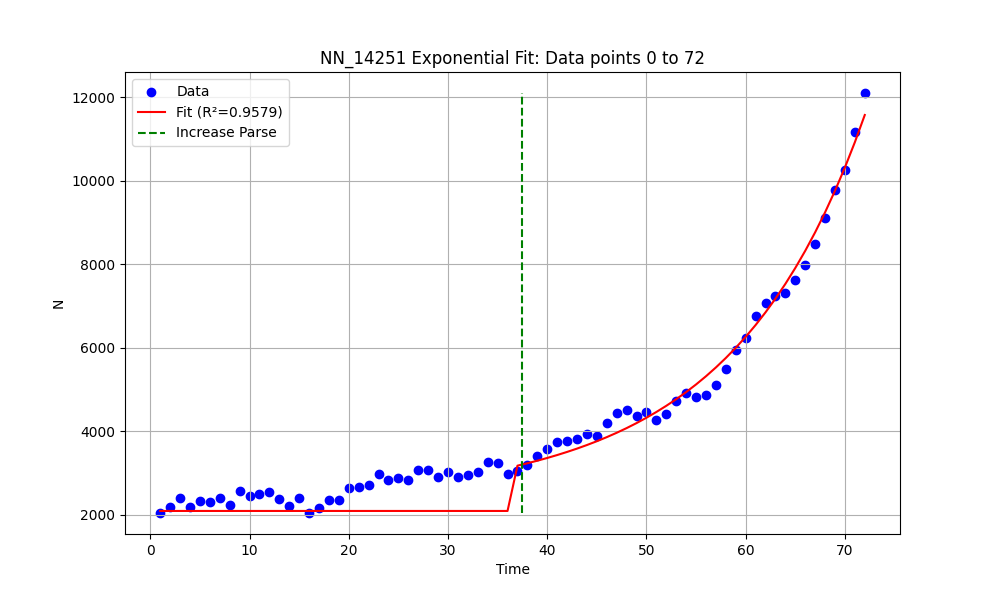 NN_14251 Exponential Fit: Data points 0 to 72
Data
Fit (R²=0.9579)
Increase Parse
12000
10000
8000
6000
4000
2000
N
0 10 20 30 40 50 60 70
Time